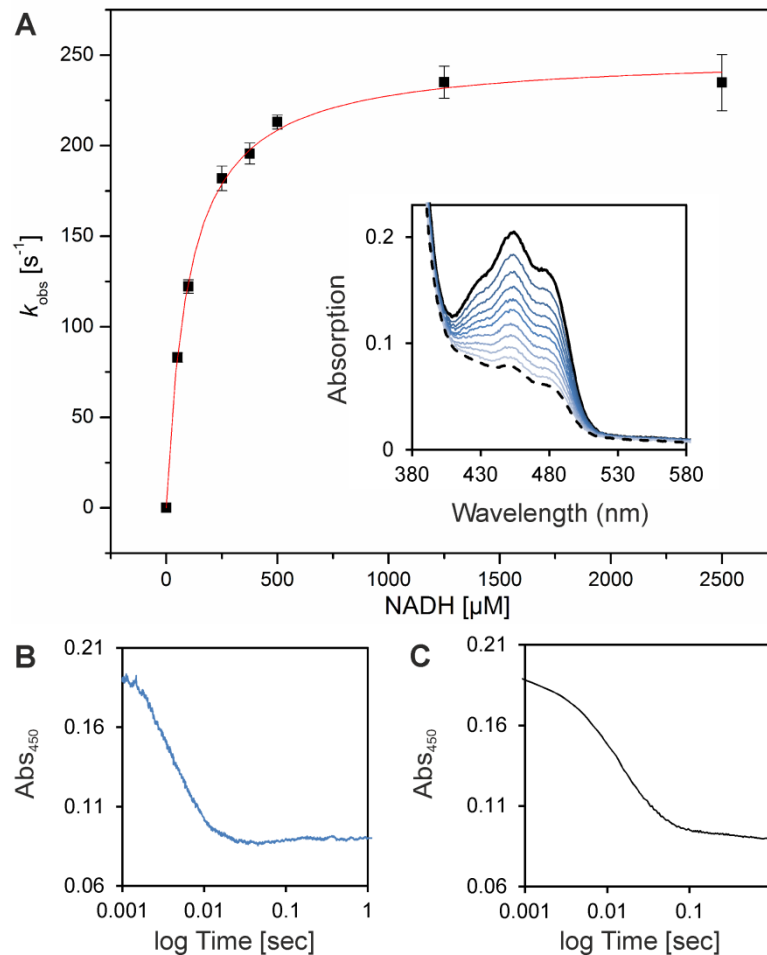 A
k_obs [s⁻¹]
250
200
150
100
50
0
0 500 1000 1500 2000 2500
NADH [µM]
Absorption
0.2
0.1
0
380 430 480 530 580
Wavelength (nm)
B
Abs₄₅₀
0.21
0.16
0.11
0.06
0.001 0.01 0.1 1
log Time [sec]
C
Abs₄₅₀
0.21
0.16
0.11
0.06
0.001 0.01 0.1
log Time [sec]